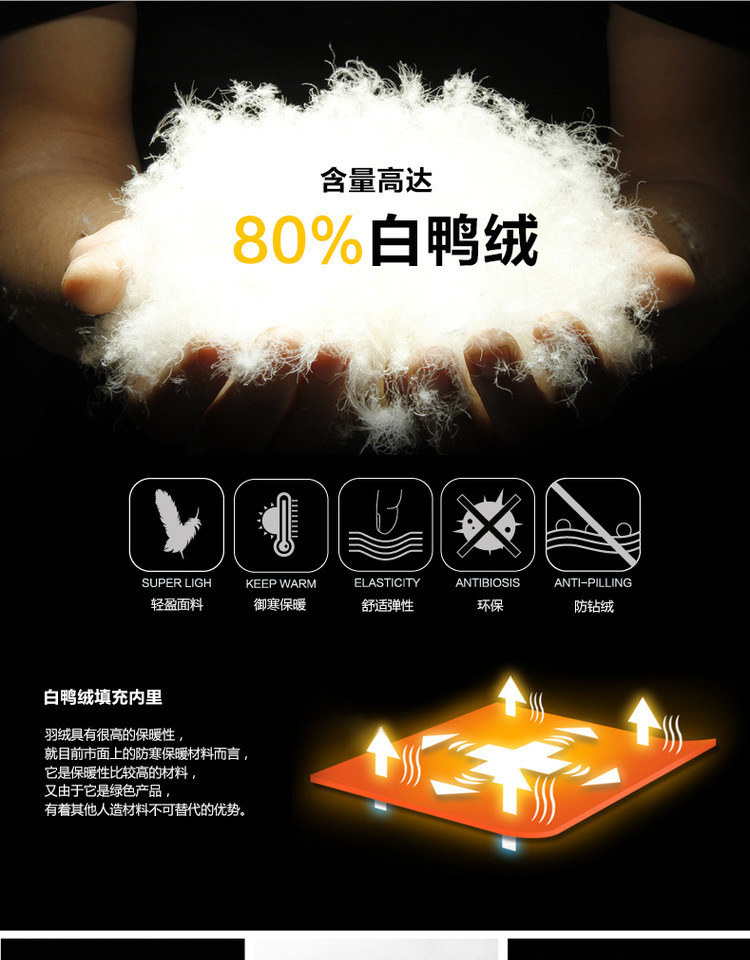 含量高达
80%白鸭绒
SUPER LIGH
KEEP WARM
ELASTICITY
ANTIBIOSIS
ANTI-PILLING
轻盈面料
御寒保暖
舒适弹性
环保
防钻绒
白鸭绒填充内里
羽绒具有很高的保暖性，
就目前市面上的防寒保暖材料而言，
它是保暖性比较高的材料，
又由于它是绿色产品，
有着其他人造材料不可替代的优势。